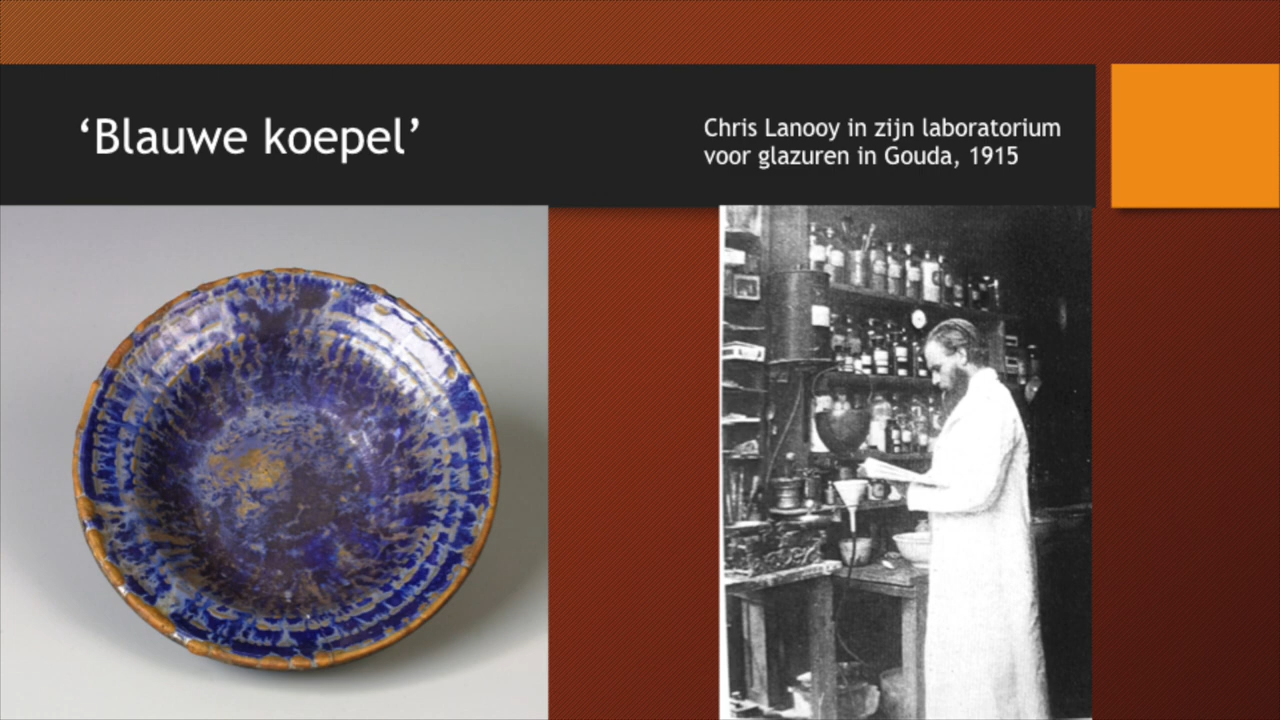 ‘Blauwe koepel’
Chris Lanooy in zijn laboratorium
voor glazuren in Gouda, 1915